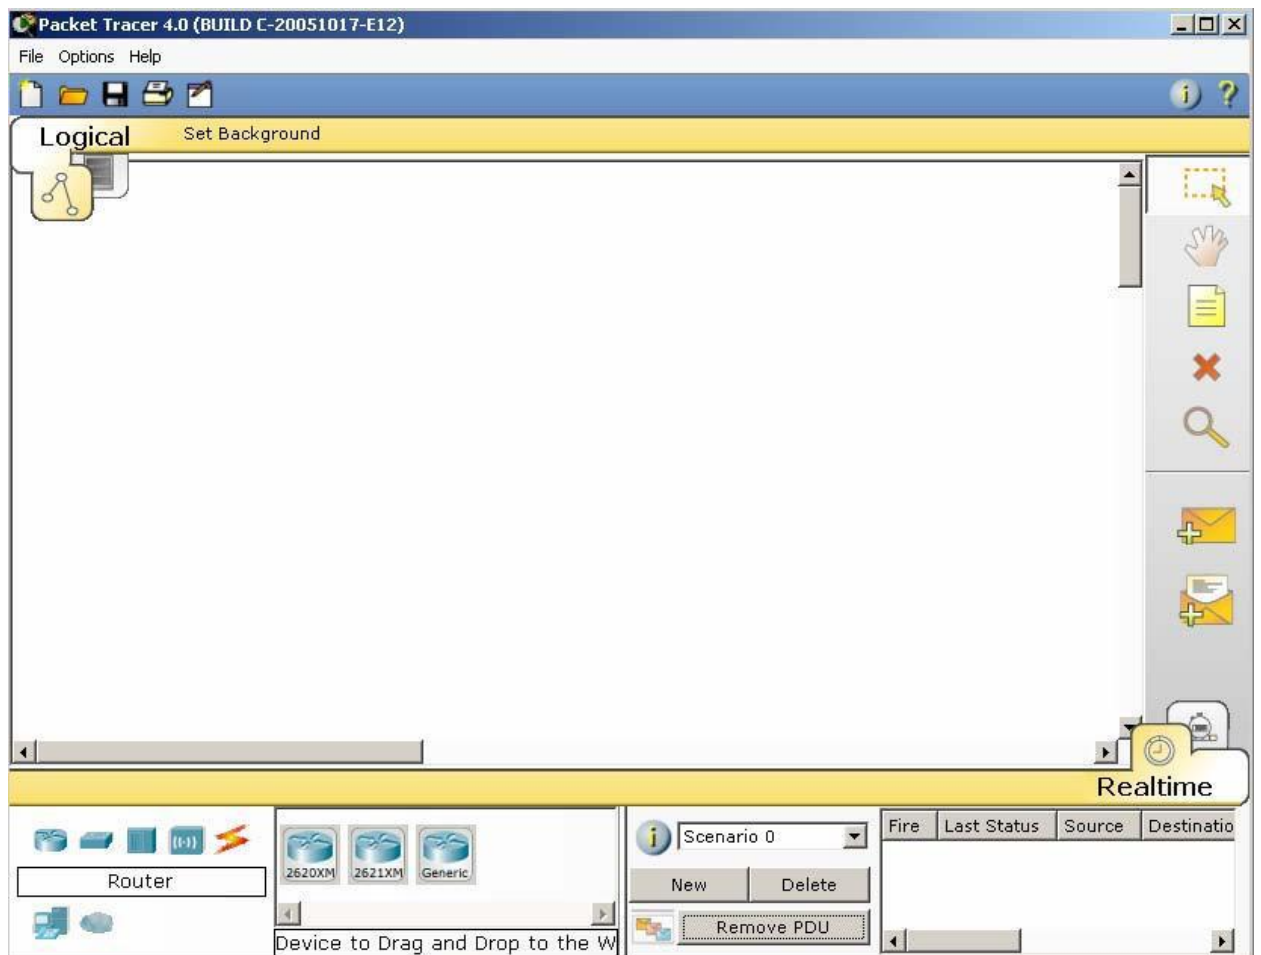 Packet Tracer 4.0 (BUILD C-20051017-E12)
File Options Help
Logical Set Background
Realtime
Router
2620XM 2621XM Generic
Device to Drag and Drop to the W
Scenario 0
New Delete
Remove PDU
Fire Last Status Source Destinatio